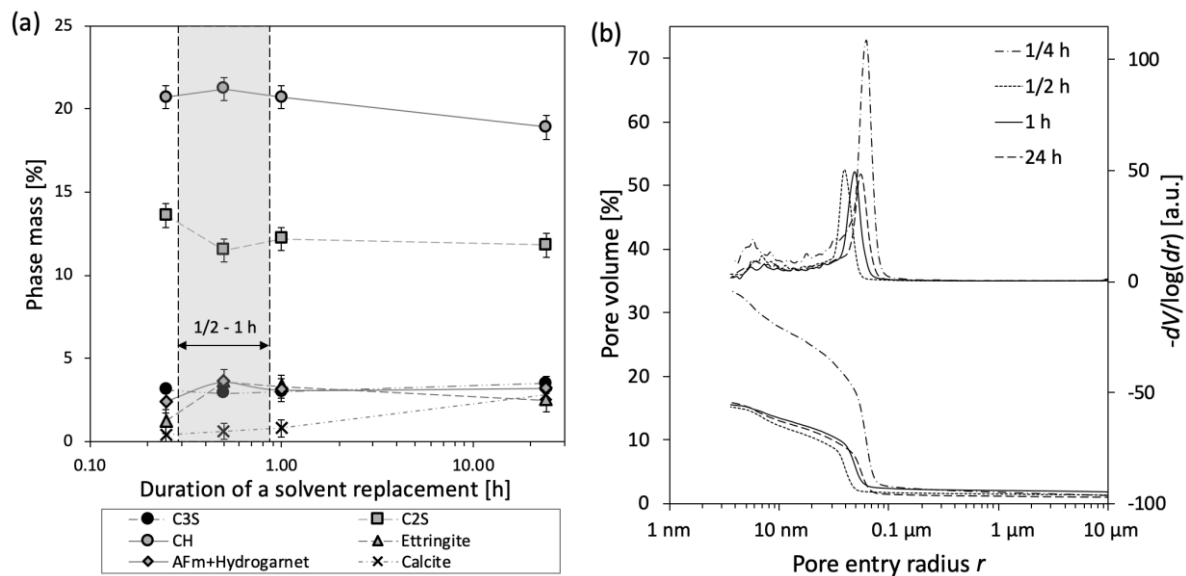 (a)
25
20
15
10
5
0
Phase mass [%]
1/2 - 1 h
0.10
1.00
10.00
Duration of a solvent replacement [h]
C3S
C2S
CH
Ettringite
AFm+Hydrogarnet
Calcite
(b)
70
60
50
40
30
20
10
0
Pore volume [%]
1/4 h
1/2 h
1 h
24 h
100
50
0
-50
-100
-dV/log(dr) [a.u.]
1 nm
10 nm
0.1 µm
1 µm
10 µm
Pore entry radius r